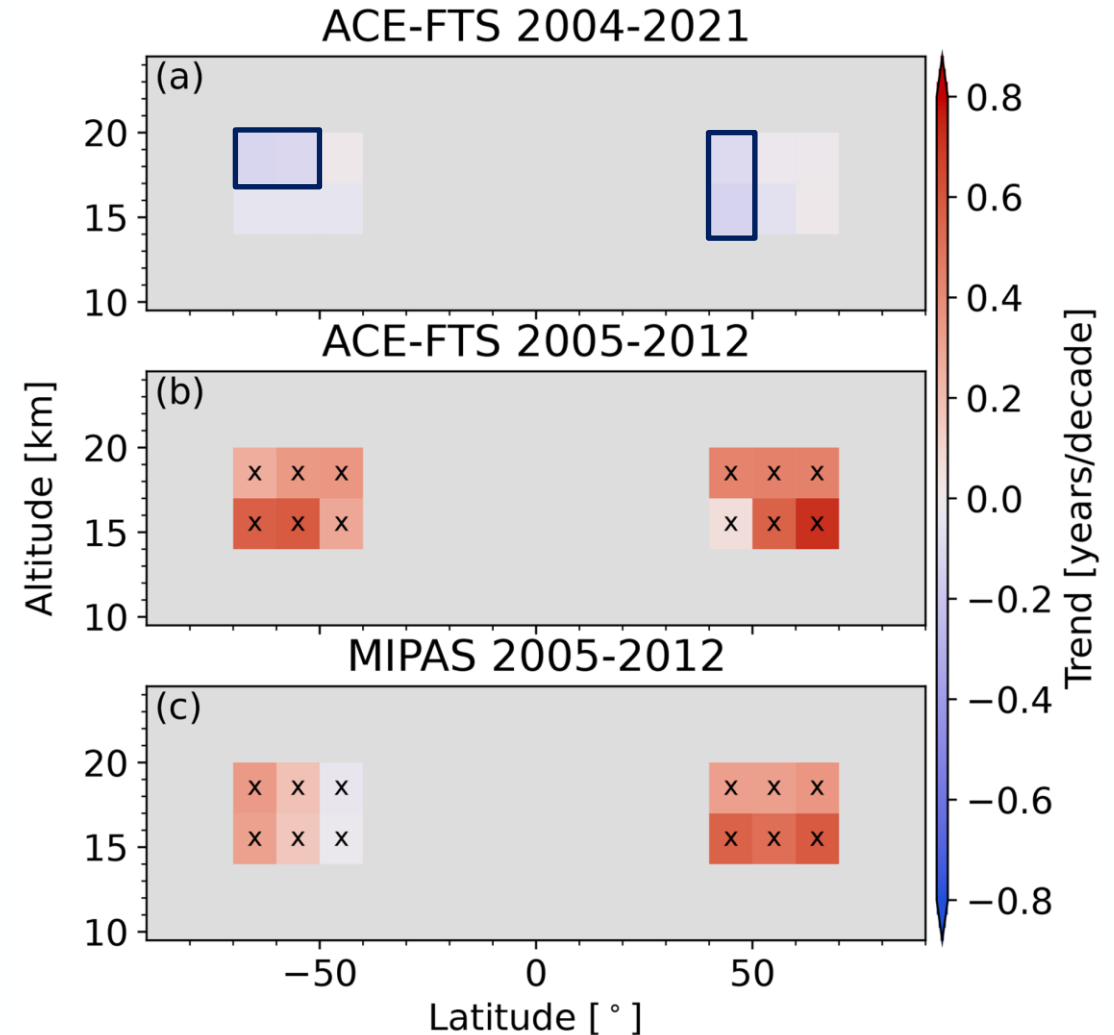 ACE-FTS 2004-2021
(a)
20
15
10
ACE-FTS 2005-2012
(b)
x x x
x x x
x x x
x x x
20
15
10
MIPAS 2005-2012
(c)
x x x
x x x
x x x
x x x
20
15
10
−50
0
50
Altitude [km]
Latitude [°]
0.8
0.6
0.4
0.2
0.0
−0.2
−0.4
−0.6
−0.8
Trend [years/decade]